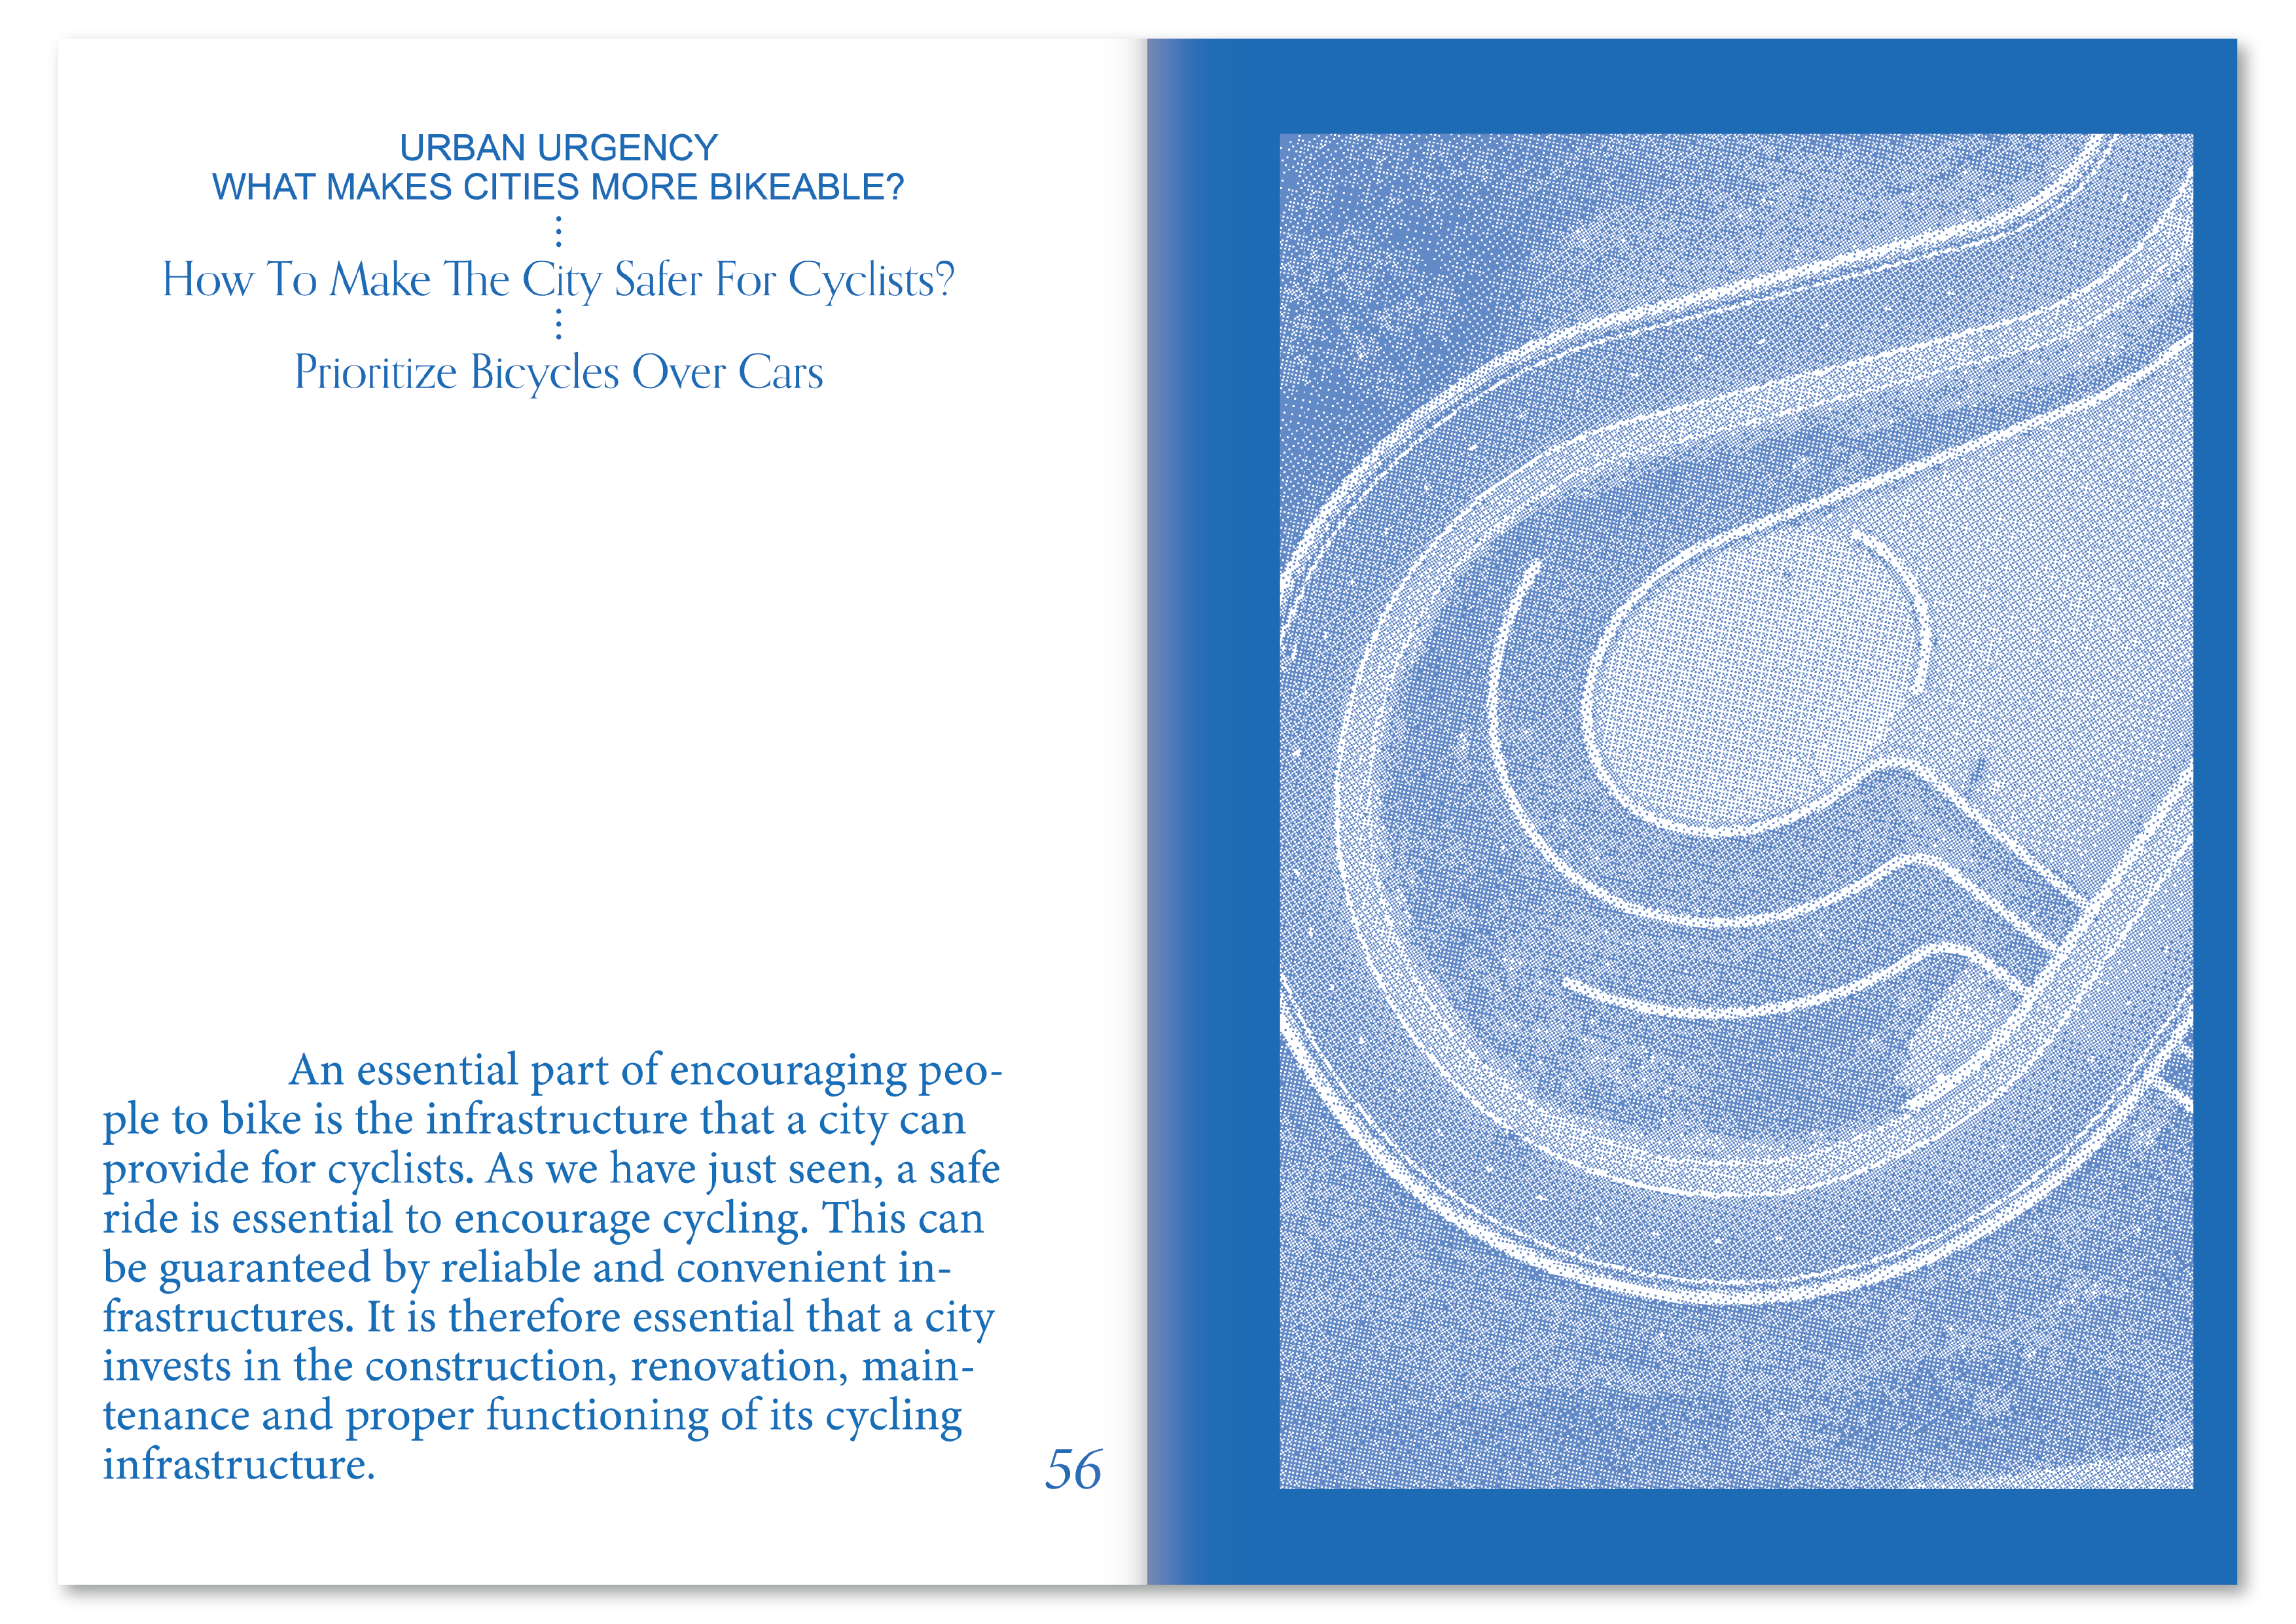 URBAN URGENCY
WHAT MAKES CITIES MORE BIKEABLE?
How To Make The City Safer For Cyclists?
Prioritize Bicycles Over Cars
An essential part of encouraging peo-
ple to bike is the infrastructure that a city can
provide for cyclists. As we have just seen, a safe
ride is essential to encourage cycling. This can
be guaranteed by reliable and convenient in-
frastructures. It is therefore essential that a city
invests in the construction, renovation, main-
tenance and proper functioning of its cycling
infrastructure.
56